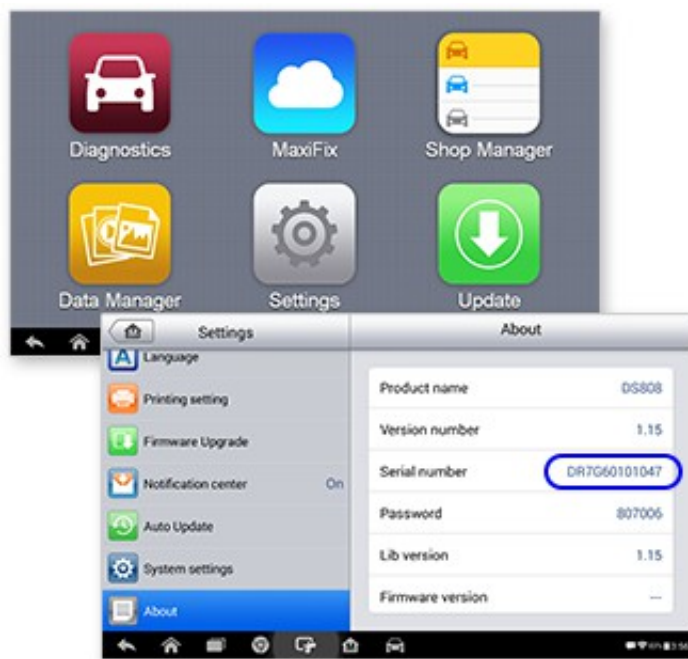 Diagnostics MaxiFix Shop Manager
Data Manager Settings Update
Settings About
Language
Printing setting
Firmware Upgrade
Notification center On
Auto Update
System settings
About
Product name DS808
Version number 1.15
Serial number DR7G60101047
Password 807006
Lib version 1.15
Firmware version ---